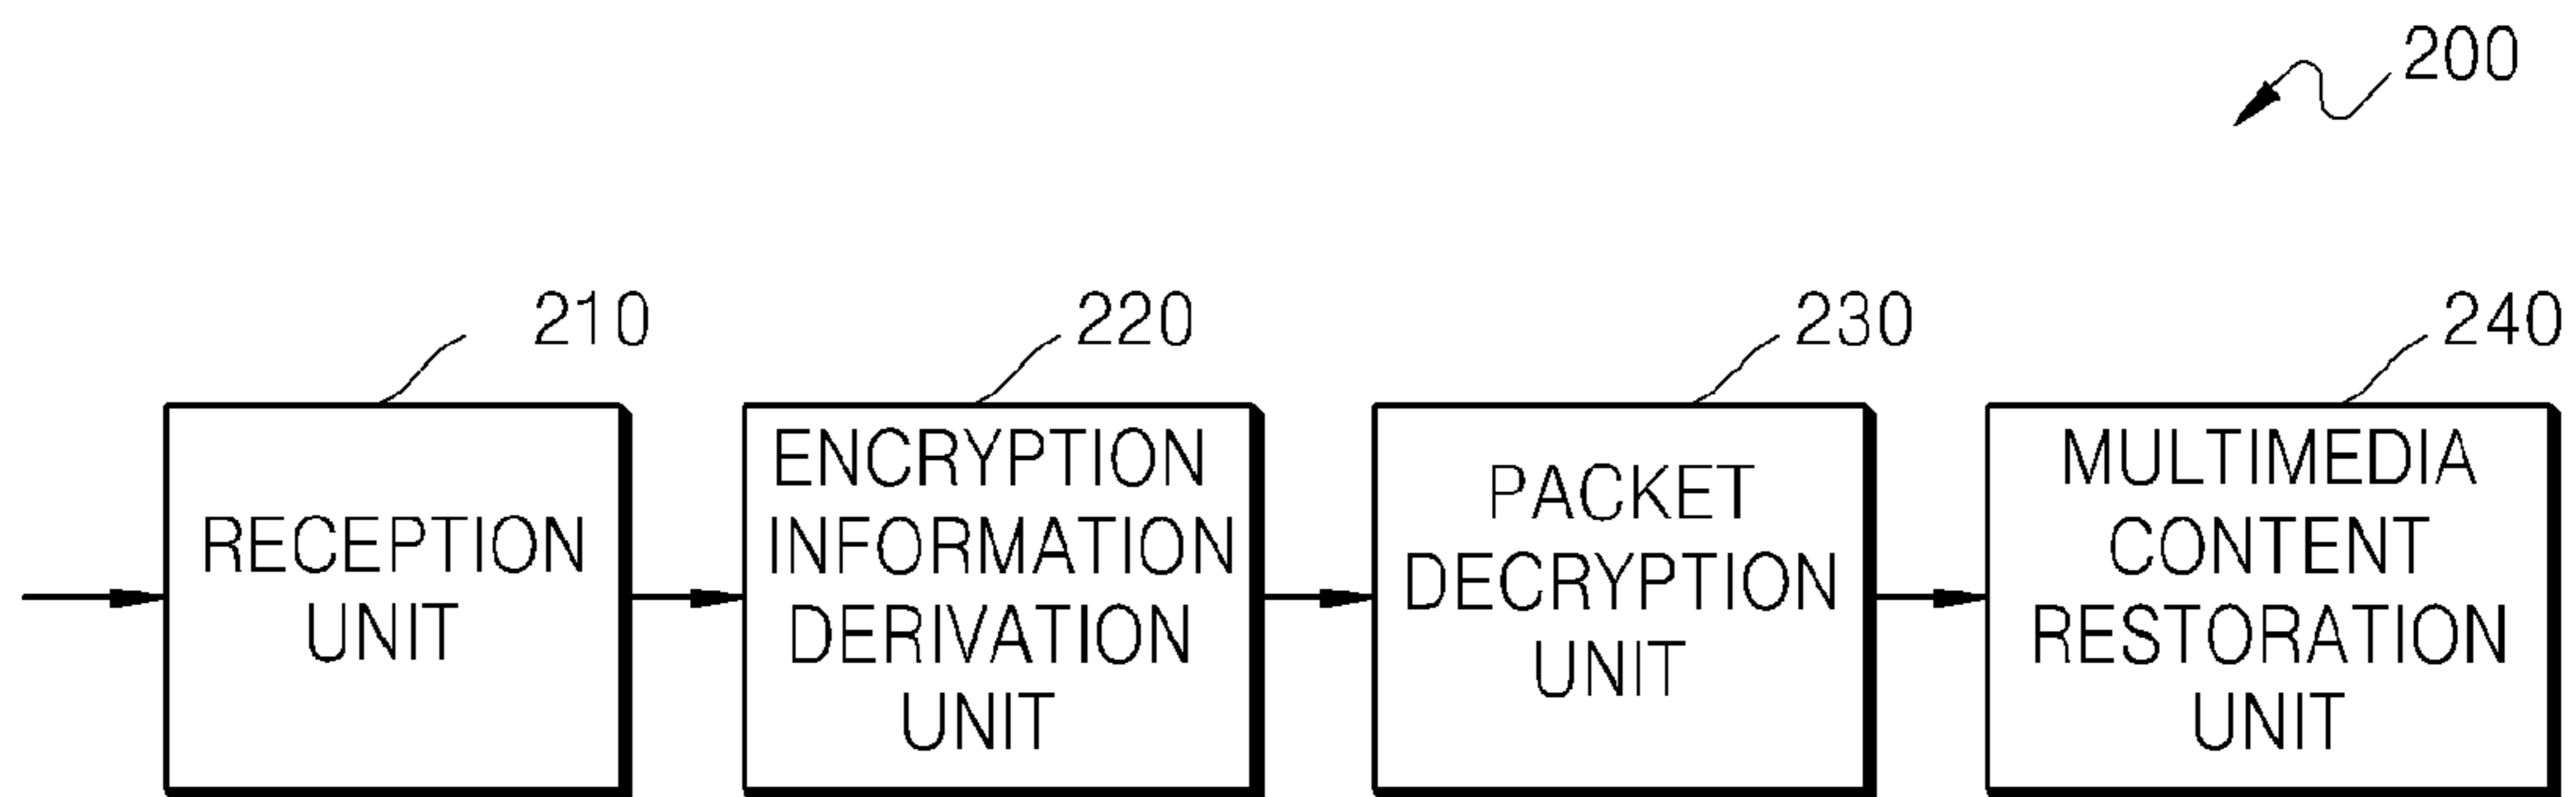 200
210
220
230
240
RECEPTION
UNIT
ENCRYPTION
INFORMATION
DERIVATION
UNIT
PACKET
DECRYPTION
UNIT
MULTIMEDIA
CONTENT
RESTORATION
UNIT